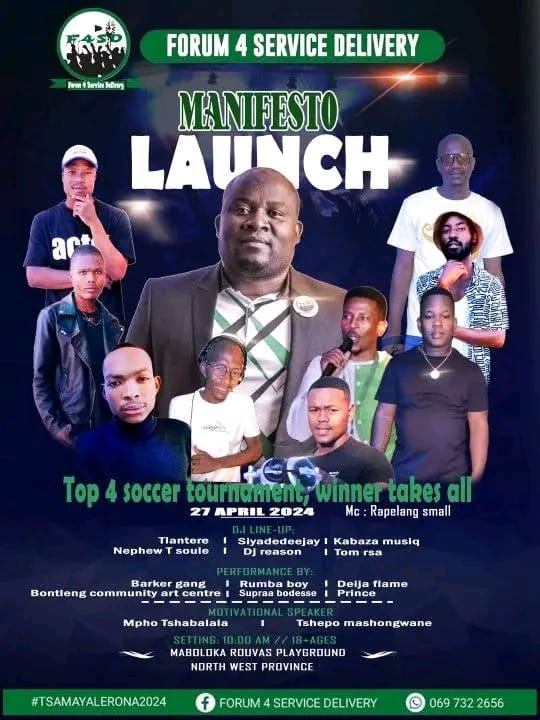 F4SD
Forum 4 Service Delivery
FORUM 4 SERVICE DELIVERY
MANIFESTO
LAUNCH
Top 4 soccer tournament, winner takes all
27 APRIL 2024
Mc : Rapelang small
DJ LINE-UP:
Tlantere I Siyadedeejay I Kabaza musiq
Nephew T soule I Dj reason I Tom rsa
PERFORMANCE BY:
Barker gang I Rumba boy I Deija flame
Bontleng community art centre I Supraa bodesse I Prince
MOTIVATIONAL SPEAKER
Mpho Tshabalala I Tshepo mashongwane
SETTING: 10:00 AM // 18+AGES
MABOLOKA ROUVAS PLAYGROUND
NORTH WEST PROVINCE
#TSAMAYALERONA2024 FORUM 4 SERVICE DELIVERY 069 732 2656